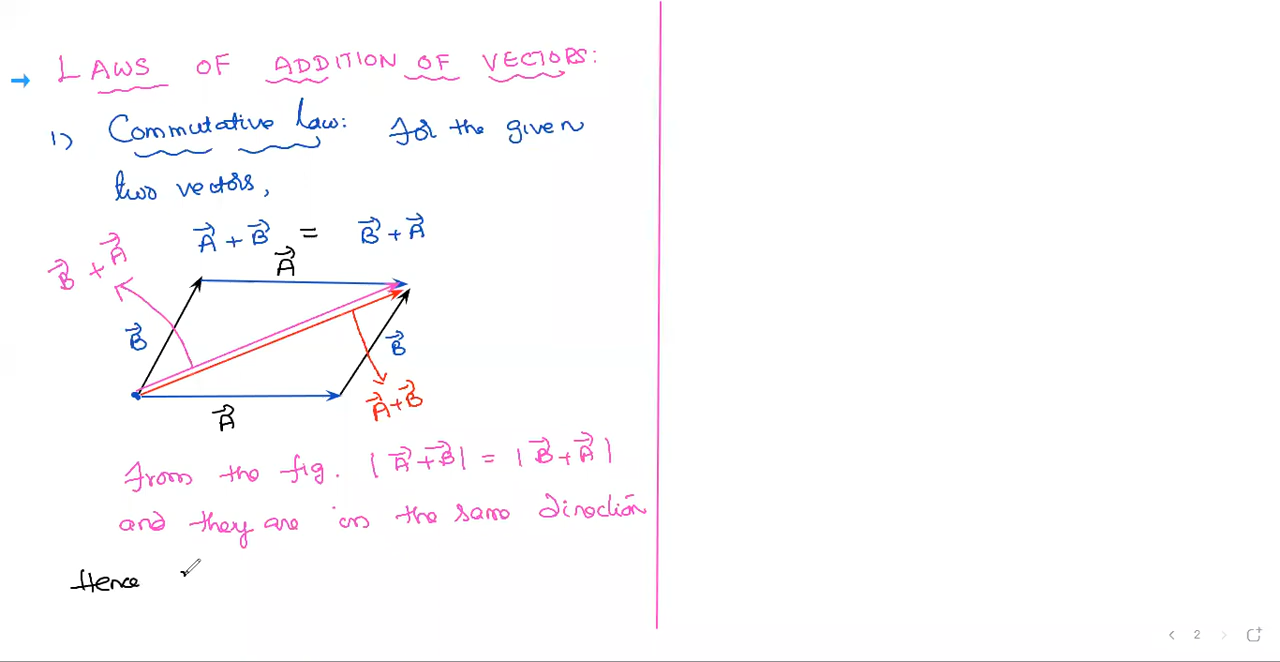 → LAWS OF ADDITION OF VECTORS:
1) Commutative law: for the given
two vectors,
A⃗ + B⃗ = B⃗ + A⃗
B⃗ + A⃗
A⃗
B⃗
B⃗
A⃗+B⃗
A⃗
from the fig. |A⃗+B⃗| = |B⃗+A⃗|
and they are in the same direction
Hence
2